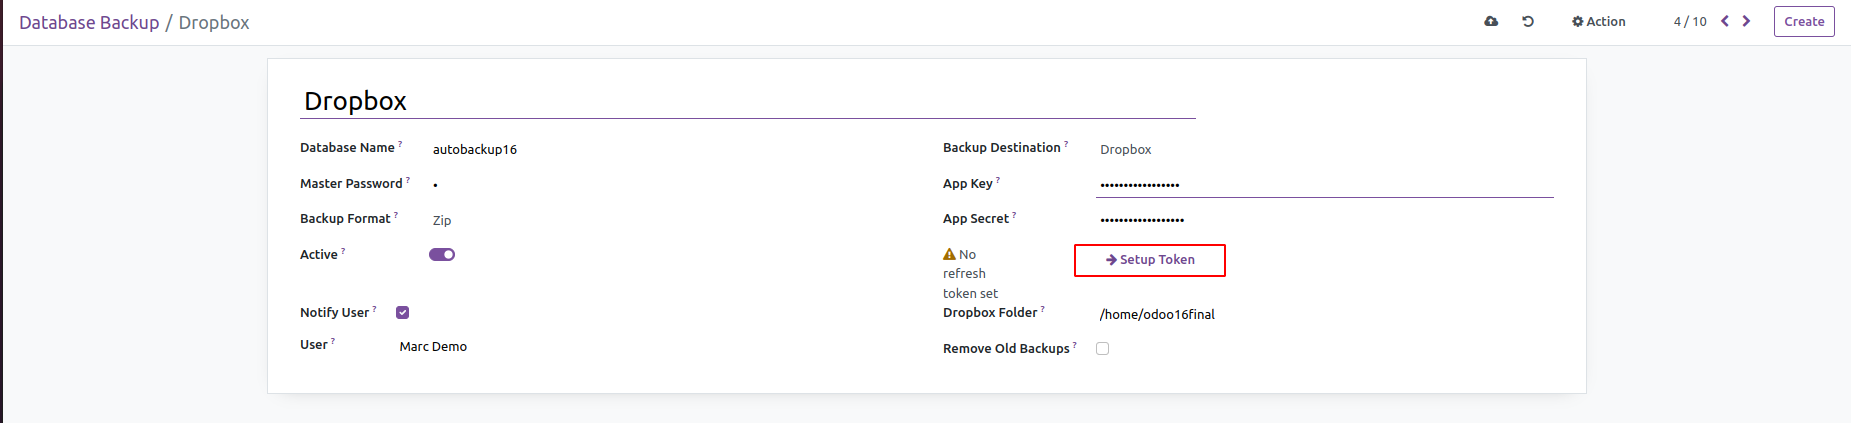 Database Backup / Dropbox
Action
4 / 10
Create
Dropbox
Database Name ?
autobackup16
Master Password ?
•
Backup Format ?
Zip
Active ?
Notify User ?
User ?
Marc Demo
Backup Destination ?
Dropbox
App Key ?
•••••••••••••••••
App Secret ?
••••••••••••••••••
No
refresh
token set
Setup Token
Dropbox Folder ?
/home/odoo16final
Remove Old Backups ?